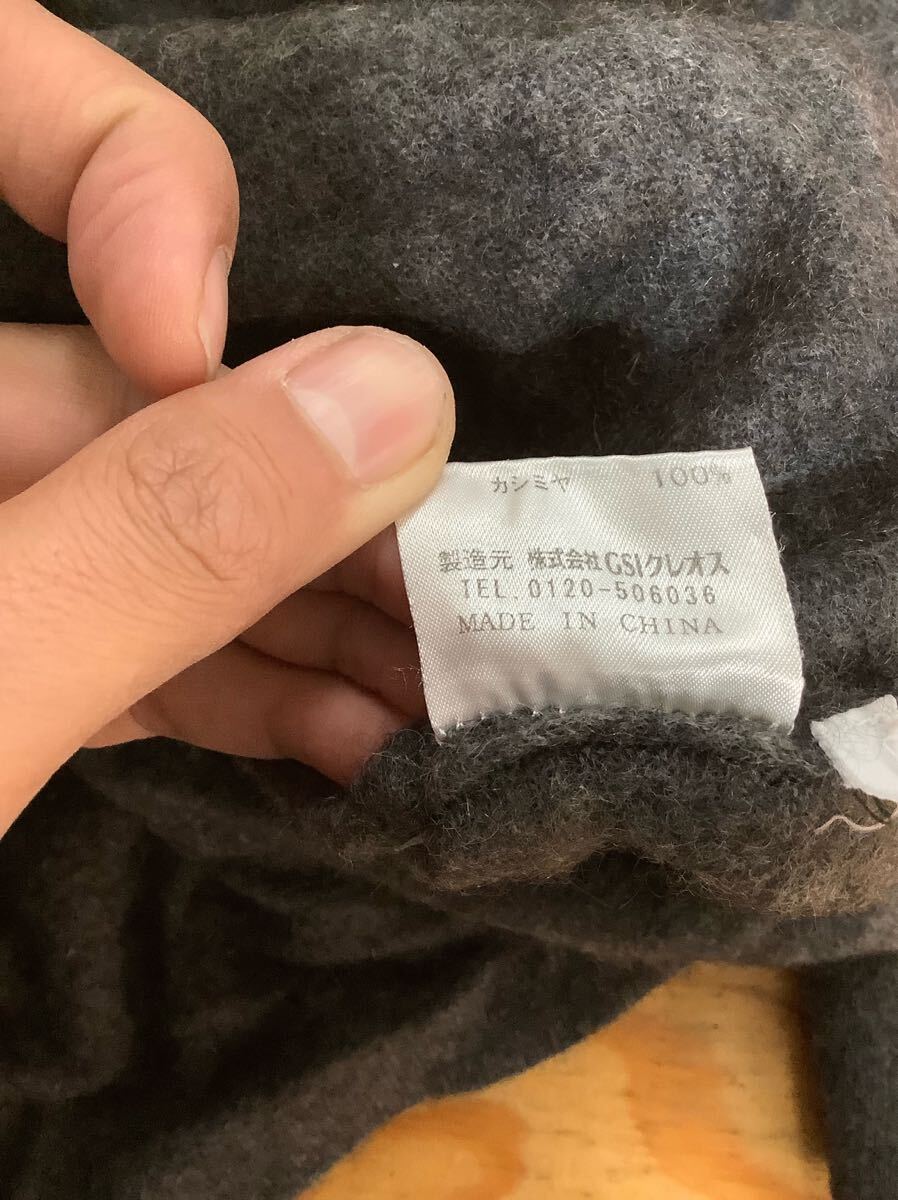 カシミヤ 100%
製造元 株式会社GSIクレオス
TEL. 0120-506036
MADE IN CHINA